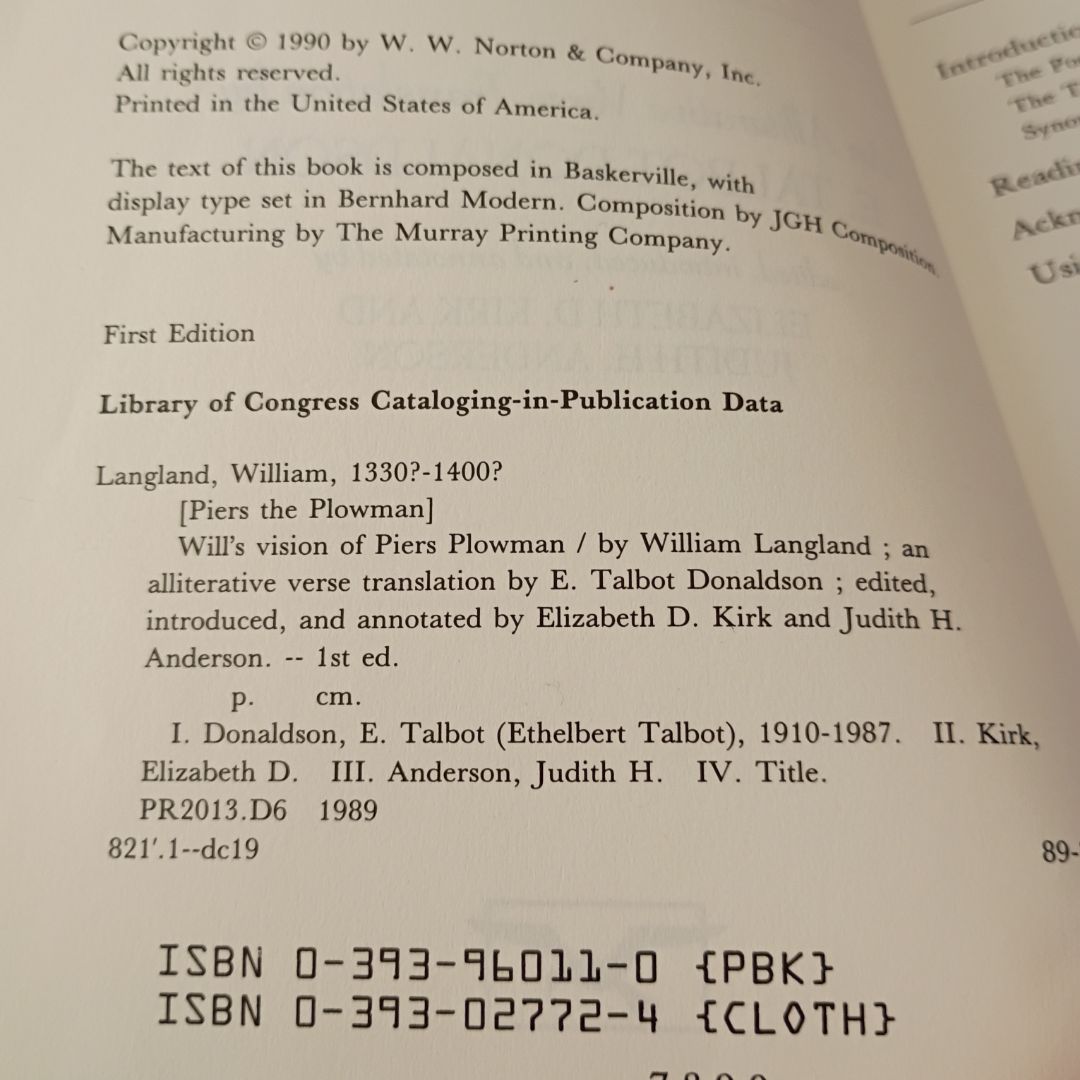 Copyright © 1990 by W. W. Norton & Company, Inc.
All rights reserved.
Printed in the United States of America.
The text of this book is composed in Baskerville, with
display type set in Bernhard Modern. Composition by JGH Composition
Manufacturing by The Murray Printing Company.
First Edition
Library of Congress Cataloging-in-Publication Data
Langland, William, 1330?-1400?
[Piers the Plowman]
Will's vision of Piers Plowman / by William Langland ; an
alliterative verse translation by E. Talbot Donaldson ; edited,
introduced, and annotated by Elizabeth D. Kirk and Judith H.
Anderson. -- 1st ed.
p. cm.
I. Donaldson, E. Talbot (Ethelbert Talbot), 1910-1987. II. Kirk,
Elizabeth D. III. Anderson, Judith H. IV. Title.
PR2013.D6 1989
821'.1--dc19 89-
ISBN 0-393-96011-0 {PBK}
ISBN 0-393-02772-4 {CLOTH}
The
The